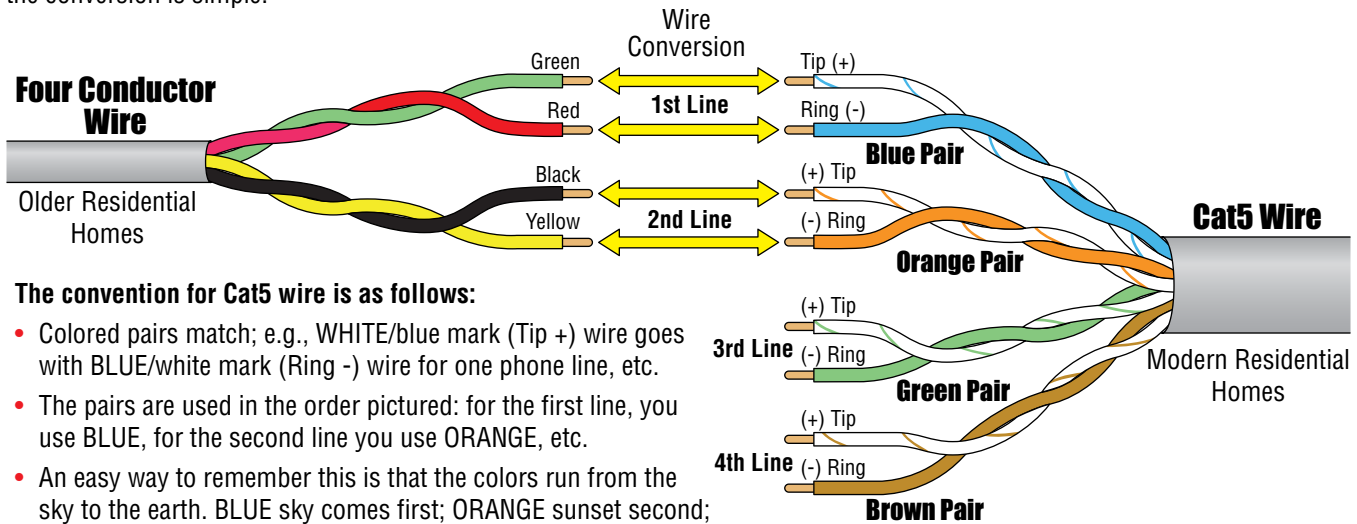 the conversion is simple:
Wire
Conversion
Four Conductor
Wire
Older Residential
Homes
Green
Red
Black
Yellow
1st Line
2nd Line
Tip (+)
Ring (-)
Blue Pair
(+) Tip
(-) Ring
Orange Pair
3rd Line
(+) Tip
(-) Ring
Green Pair
4th Line
(+) Tip
(-) Ring
Brown Pair
Cat5 Wire
Modern Residential
Homes
The convention for Cat5 wire is as follows:
• Colored pairs match; e.g., WHITE/blue mark (Tip +) wire goes
with BLUE/white mark (Ring -) wire for one phone line, etc.
• The pairs are used in the order pictured: for the first line, you
use BLUE, for the second line you use ORANGE, etc.
• An easy way to remember this is that the colors run from the
sky to the earth. BLUE sky comes first; ORANGE sunset second;